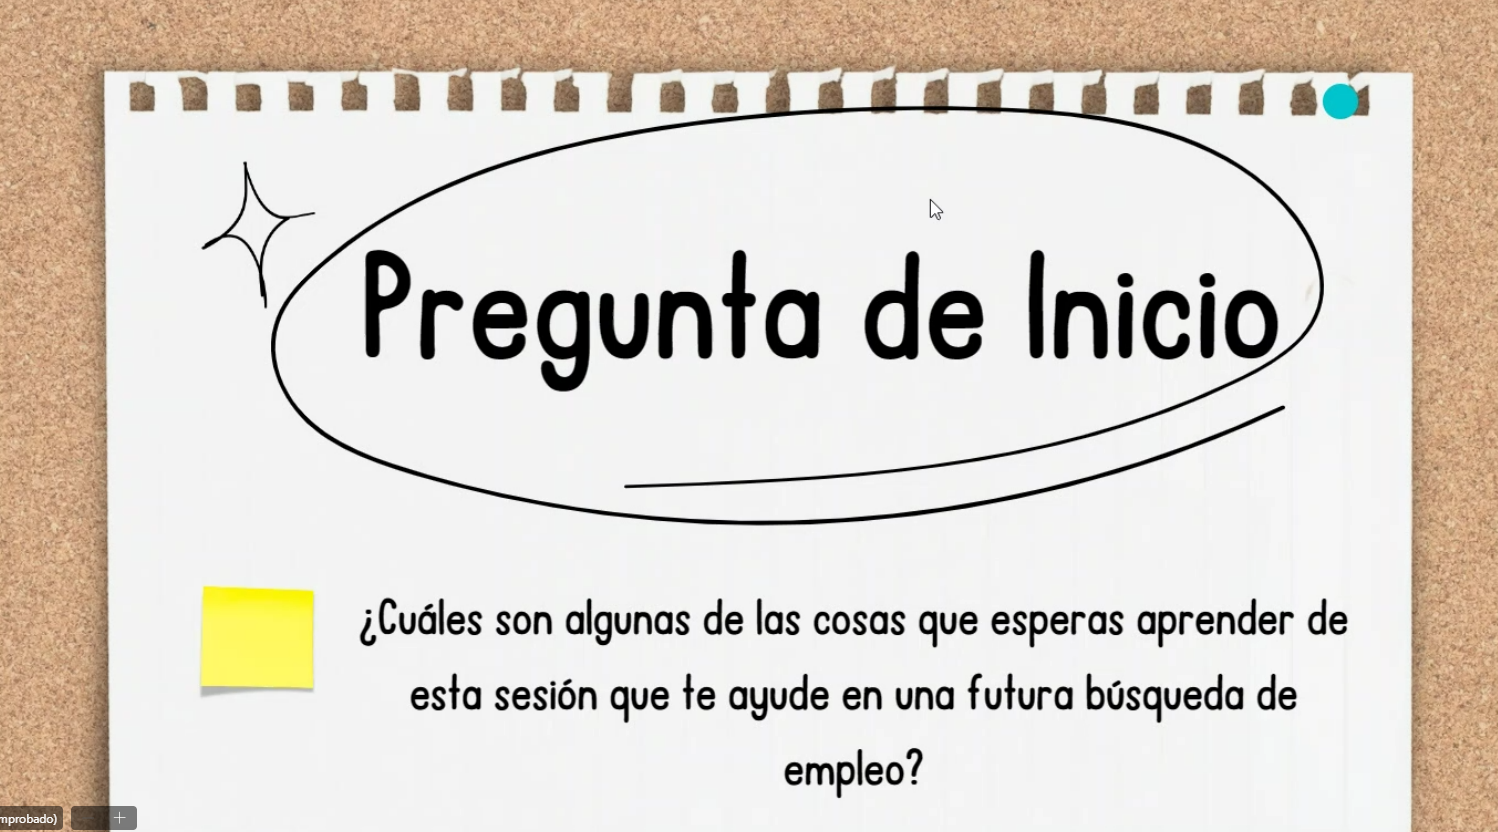 Pregunta de Inicio
¿Cuáles son algunas de las cosas que esperas aprender de
esta sesión que te ayude en una futura búsqueda de
empleo?
mprobado)